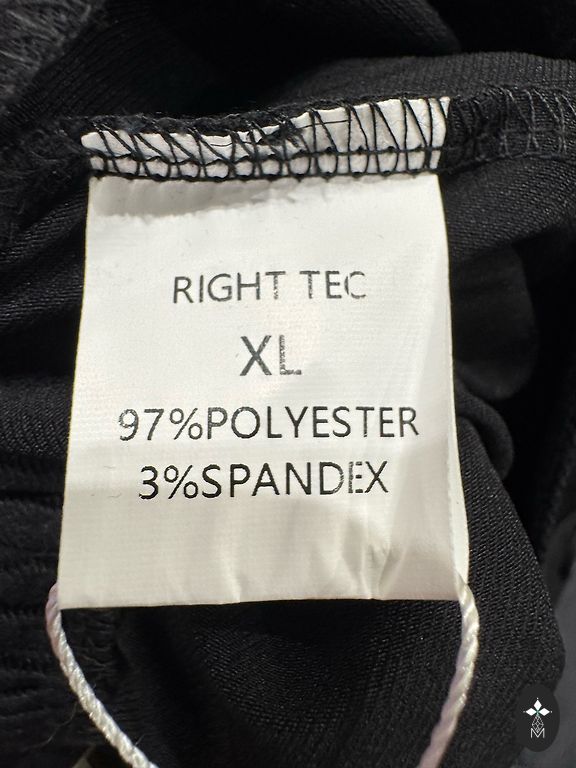 RIGHT TEC
XL
97%POLYESTER
3%SPANDEX
M